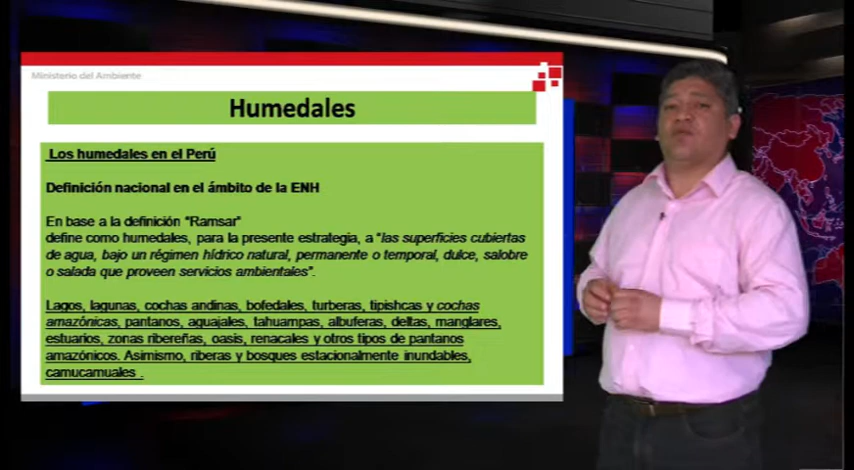 Ministerio del Ambiente
Humedales
Los humedales en el Perú
Definición nacional en el ámbito de la ENH
En base a la definición "Ramsar"
define como humedales, para la presente estrategia, a "las superficies cubiertas
de agua, bajo un régimen hídrico natural, permanente o temporal, dulce, salobre
o salada que proveen servicios ambientales".
Lagos, lagunas, cochas andinas, bofedales, turberas, tipishcas y cochas
amazónicas, pantanos, aguajales, tahuampas, albuferas, deltas, manglares,
estuarios, zonas ribereñas, oasis, renacales y otros tipos de pantanos
amazónicos. Asimismo, riberas y bosques estacionalmente inundables,
camucamuales .